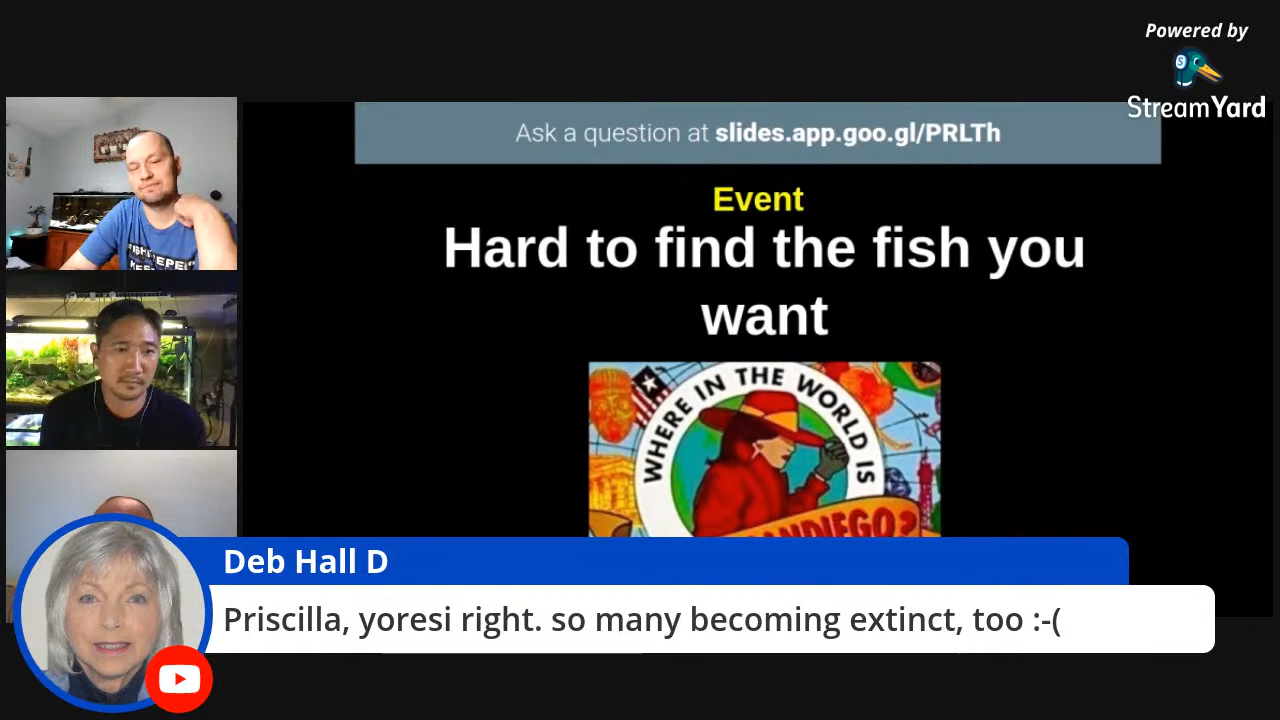 Powered by
StreamYard
Ask a question at slides.app.goo.gl/PRLTh
Event
Hard to find the fish you
want
WHERE IN THE WORLD IS
SANDIEGO?
Deb Hall D
Priscilla, yoresi right. so many becoming extinct, too :-(